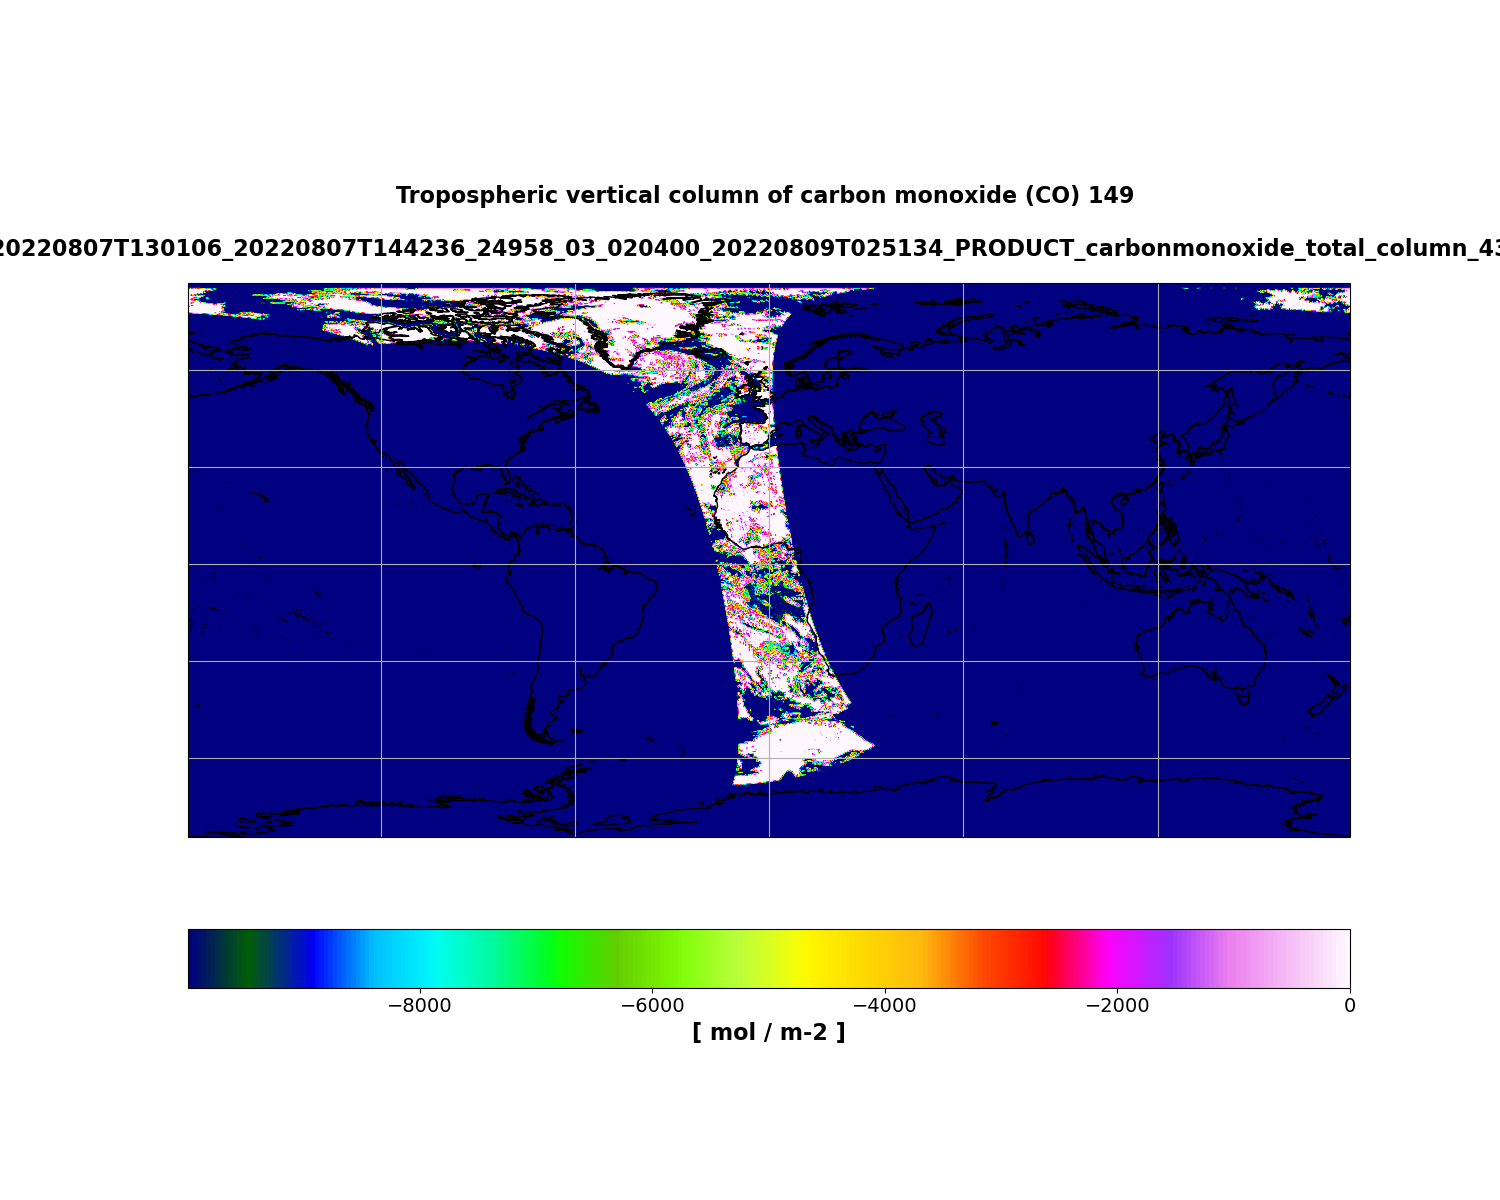 Tropospheric vertical column of carbon monoxide (CO) 149
20220807T130106_20220807T144236_24958_03_020400_20220809T025134_PRODUCT_carbonmonoxide_total_column_43
−8000 −6000 −4000 −2000 0
[ mol / m-2 ]